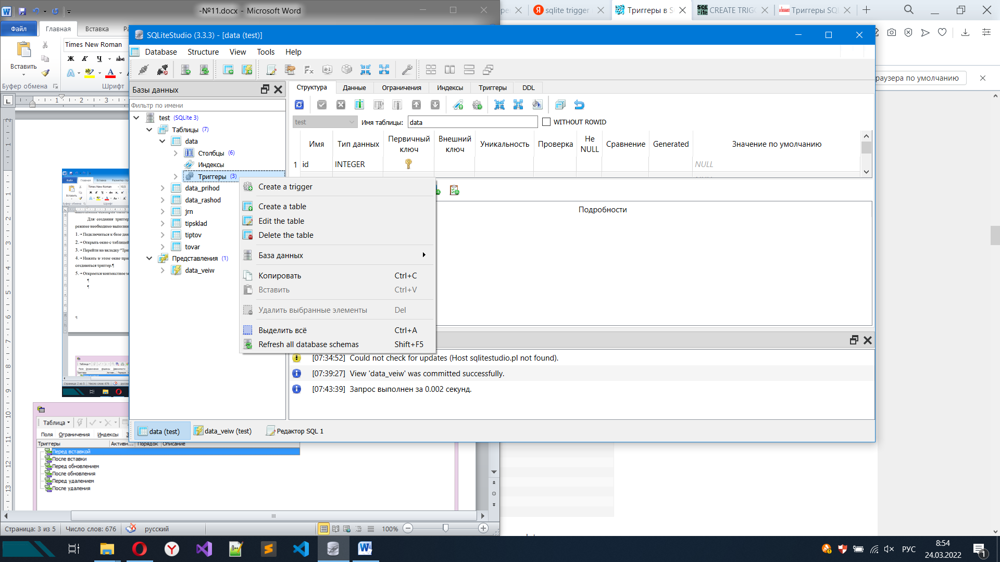 -№11.docx - Microsoft Word
sqlite trigger
Триггеры в S
CREATE TRIGG
Триггеры SQL
Файл
Главная
Вставка
SQLiteStudio (3.3.3) - [data (test)]
Times New Roman
Database Structure View Tools Help
Вставить
Буфер обмена
Шрифт
раузера по умолчанию
Базы данных
Структура Данные Ограничения Индексы Триггеры DDL
Фильтр по имени
test (SQLite 3)
Таблицы (7)
data
Столбцы (6)
Индексы
Триггеры (3)
data_prihod
data_rashod
jrn
tipsklad
tiptov
tovar
Представления (1)
data_veiw
test Имя таблицы: data WITHOUT ROWID
Имя Тип данных Первичный ключ Внешний ключ Уникальность Проверка Не NULL Сравнение Generated Значение по умолчанию
1 id INTEGER NULL
Create a trigger
Create a table
Edit the table
Delete the table
База данных
Копировать Ctrl+C
Вставить Ctrl+V
Удалить выбранные элементы Del
Выделить всё Ctrl+A
Refresh all database schemas Shift+F5
Подробности
[07:34:52] Could not check for updates (Host sqlitestudio.pl not found).
[07:39:27] View 'data_veiw' was committed successfully.
[07:43:39] Запрос выполнен за 0.002 секунд.
data (test)
data_veiw (test)
Редактор SQL 1
Для создания тригге
режиме необходимо выполни
1. Подключиться к базе дан
2. Открыть окно с таблицей
3. Перейти на вкладку "Три
4. Нажать в этом окне пра
создаваться триггер.¶
5. Откроется контекстное м
Таблица
Поля Ограничения Индексы
Триггеры Активн... Порядок Описание
Перед вставкой
После вставки
Перед обновлением
После обновления
Перед удалением
После удаления
Страница: 3 из 5 Число слов: 676 русский 100%
РУС
8:54
24.03.2022
1